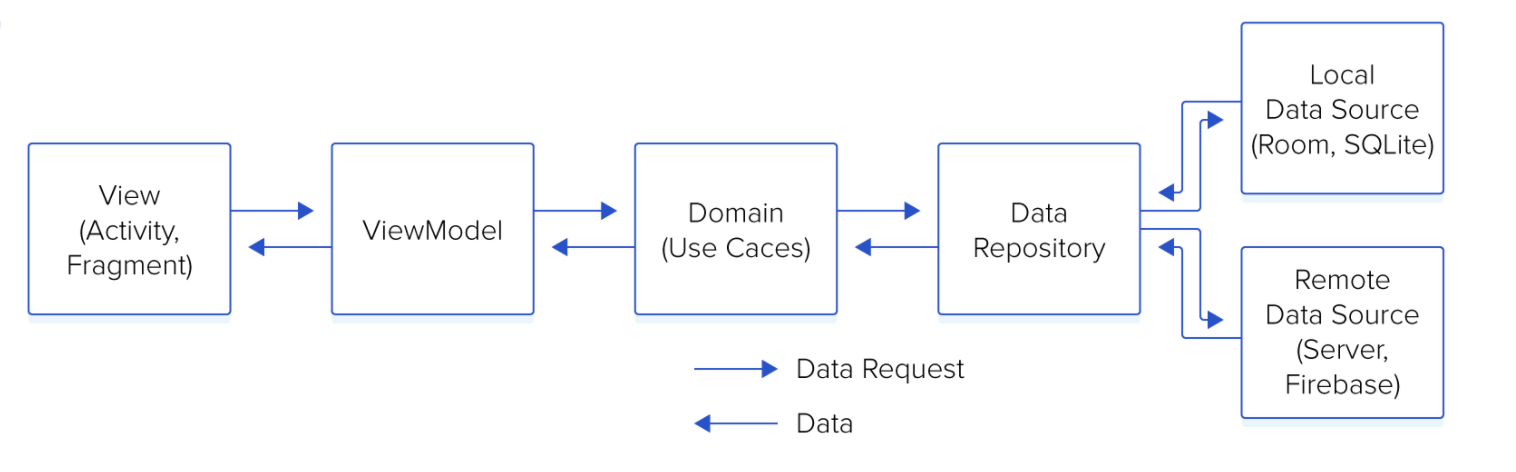 View
(Activity,
Fragment)
ViewModel
Domain
(Use Caces)
Data
Repository
Local
Data Source
(Room, SQLite)
Remote
Data Source
(Server,
Firebase)
Data Request
Data